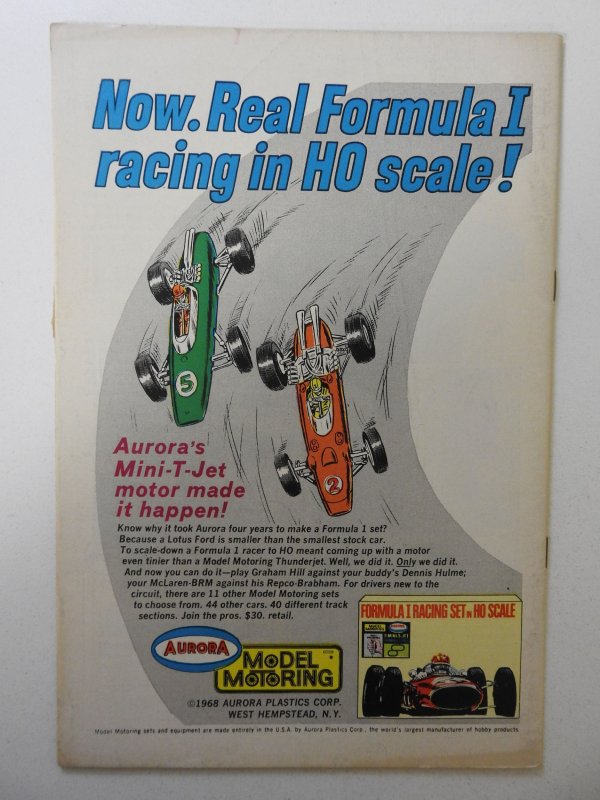 Now. Real Formula I
racing in HO scale!
5
2
Aurora's
Mini-T-Jet
motor made
it happen!
Know why it took Aurora four years to make a Formula 1 set?
Because a Lotus Ford is smaller than the smallest stock car.
To scale-down a Formula 1 racer to HO meant coming up with a motor
even tinier than a Model Motoring Thunderjet. Well, we did it. Only we did it.
And now you can do it—play Graham Hill against your buddy's Dennis Hulme;
your McLaren-BRM against his Repco-Brabham. For drivers new to the
circuit, there are 11 other Model Motoring sets
to choose from. 44 other cars. 40 different track
sections. Join the pros. $30. retail.
FORMULA I RACING SET IN HO SCALE
AURORA
MODEL
MOTORING
©1968 AURORA PLASTICS CORP.
WEST HEMPSTEAD, N.Y.
Model Motoring sets and equipment are made entirely in the U.S.A. by Aurora Plastics Corp., the world's largest manufacturer of hobby products.